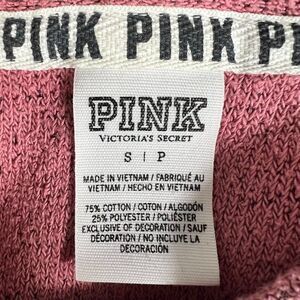 PINK PINK P
PINK
VICTORIA'S SECRET
S | P
MADE IN VIETNAM / FABRIQUÉ AU
VIETNAM / HECHO EN VIETNAM
75% COTTON / COTON / ALGODÓN
25% POLYESTER / POLIÉSTER
EXCLUSIVE OF DECORATION / SAUF
DÉCORATION / NO INCLUYE LA
DECORACIÓN